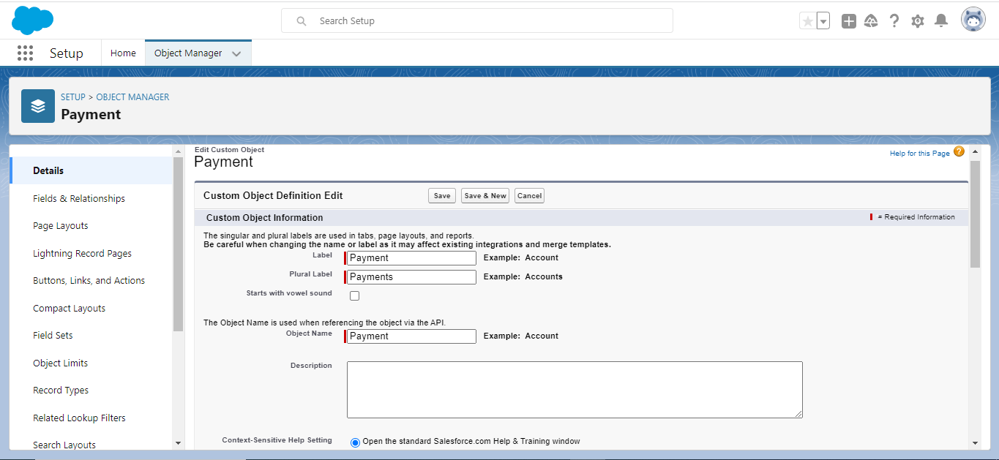 Search Setup
Setup
Home
Object Manager
SETUP > OBJECT MANAGER
Payment
Details
Fields & Relationships
Page Layouts
Lightning Record Pages
Buttons, Links, and Actions
Compact Layouts
Field Sets
Object Limits
Record Types
Related Lookup Filters
Search Layouts
Edit Custom Object
Payment
Help for this Page ?
Custom Object Definition Edit Save Save & New Cancel
Custom Object Information = Required Information
The singular and plural labels are used in tabs, page layouts, and reports.
Be careful when changing the name or label as it may affect existing integrations and merge templates.
Label Payment Example: Account
Plural Label Payments Example: Accounts
Starts with vowel sound
The Object Name is used when referencing the object via the API.
Object Name Payment Example: Account
Description
Context-Sensitive Help Setting Open the standard Salesforce.com Help & Training window